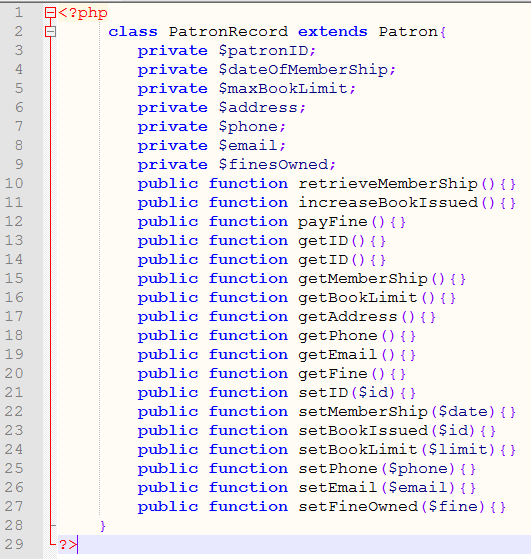 1 <?php
2 class PatronRecord extends Patron{
3 private $patronID;
4 private $dateOfMemberShip;
5 private $maxBookLimit;
6 private $address;
7 private $phone;
8 private $email;
9 private $finesOwned;
10 public function retrieveMemberShip(){}
11 public function increaseBookIssued(){}
12 public function payFine(){}
13 public function getID(){}
14 public function getID(){}
15 public function getMemberShip(){}
16 public function getBookLimit(){}
17 public function getAddress(){}
18 public function getPhone(){}
19 public function getEmail(){}
20 public function getFine(){}
21 public function setID($id){}
22 public function setMemberShip($date){}
23 public function setBookIssued($id){}
24 public function setBookLimit($limit){}
25 public function setPhone($phone){}
26 public function setEmail($email){}
27 public function setFineOwned($fine){}
28 }
29 ?>